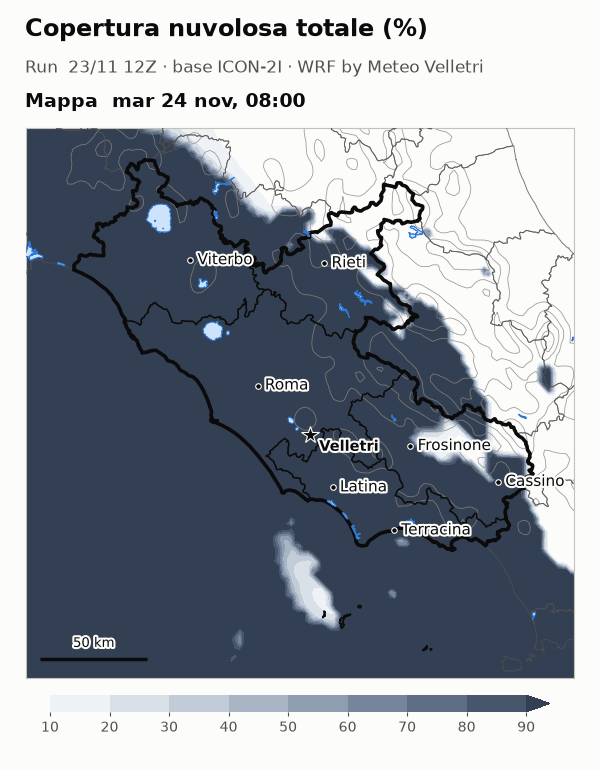 Copertura nuvolosa totale (%)
Run  23/11 12Z · base ICON-2I · WRF by Meteo Velletri
Mappa  mar 24 nov, 08:00
Viterbo
Rieti
Roma
Velletri
Frosinone
Latina
Cassino
Terracina
50 km
10 20 30 40 50 60 70 80 90